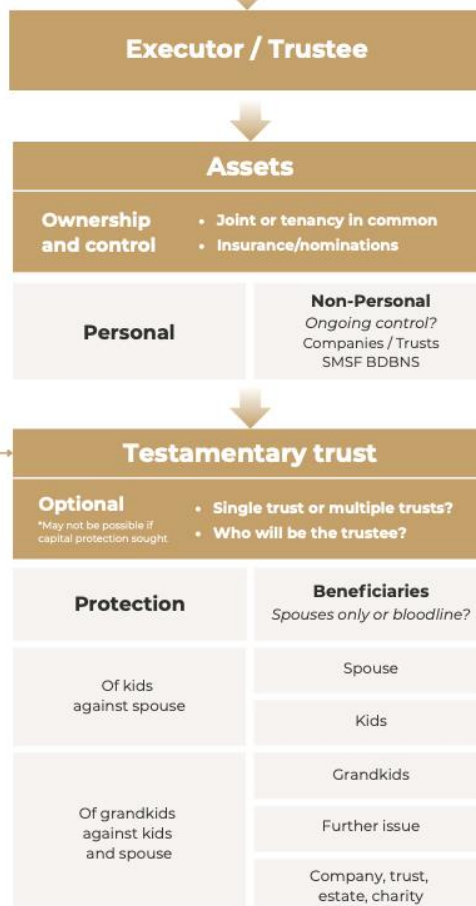 Executor / Trustee
Assets
Ownership
and control
• Joint or tenancy in common
• Insurance/nominations
Personal
Non-Personal
Ongoing control?
Companies / Trusts
SMSF BDBNS
Testamentary trust
Optional
*May not be possible if
capital protection sought
• Single trust or multiple trusts?
• Who will be the trustee?
Protection
Beneficiaries
Spouses only or bloodline?
Of kids
against spouse
Spouse
Kids
Of grandkids
against kids
and spouse
Grandkids
Further issue
Company, trust,
estate, charity